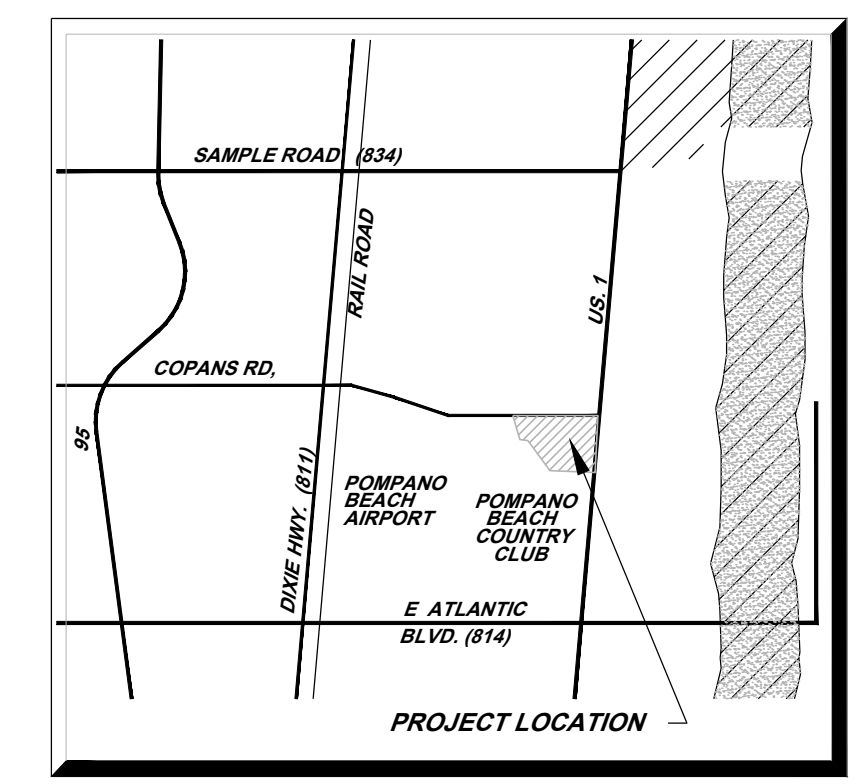 SAMPLE ROAD (834)
RAIL ROAD
US. 1
COPANS RD,
95
DIXIE HWY. (811)
POMPANO
BEACH
AIRPORT
POMPANO
BEACH
COUNTRY
CLUB
E ATLANTIC
BLVD. (814)
PROJECT LOCATION